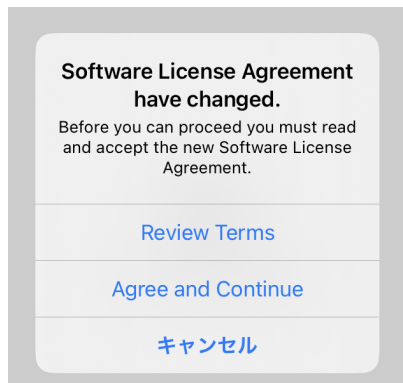 Software License Agreement
have changed.
Before you can proceed you must read
and accept the new Software License
Agreement.
Review Terms
Agree and Continue
キャンセル